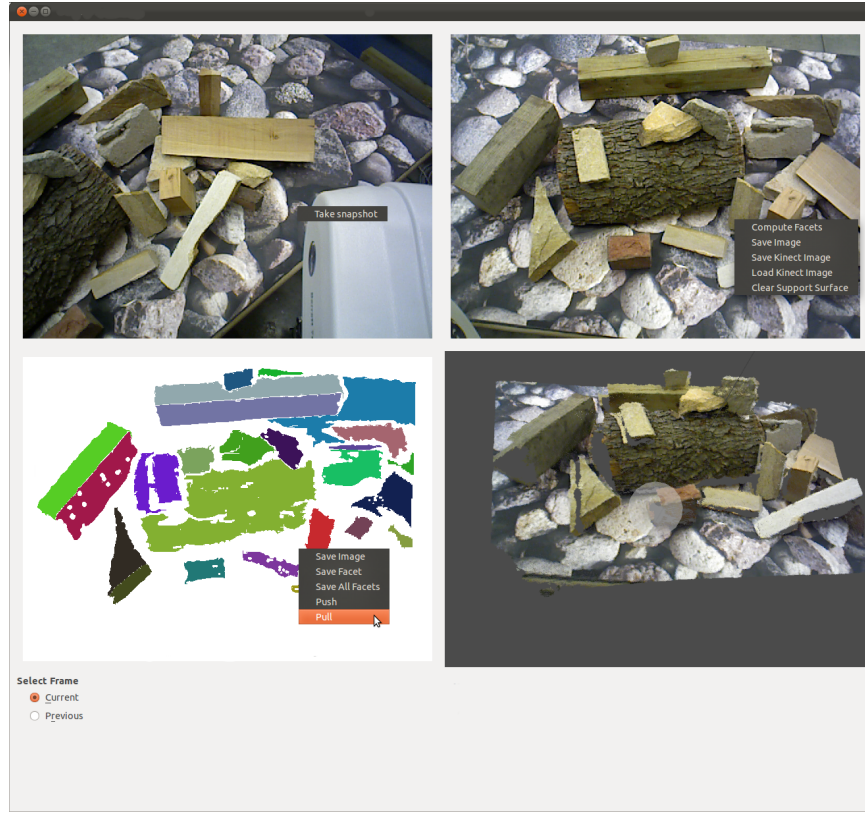 Take snapshot
Compute Facets
Save Image
Save Kinect Image
Load Kinect Image
Clear Support Surface
Save Image
Save Facet
Save All Facets
Push
Pull
Select Frame
Current
Previous